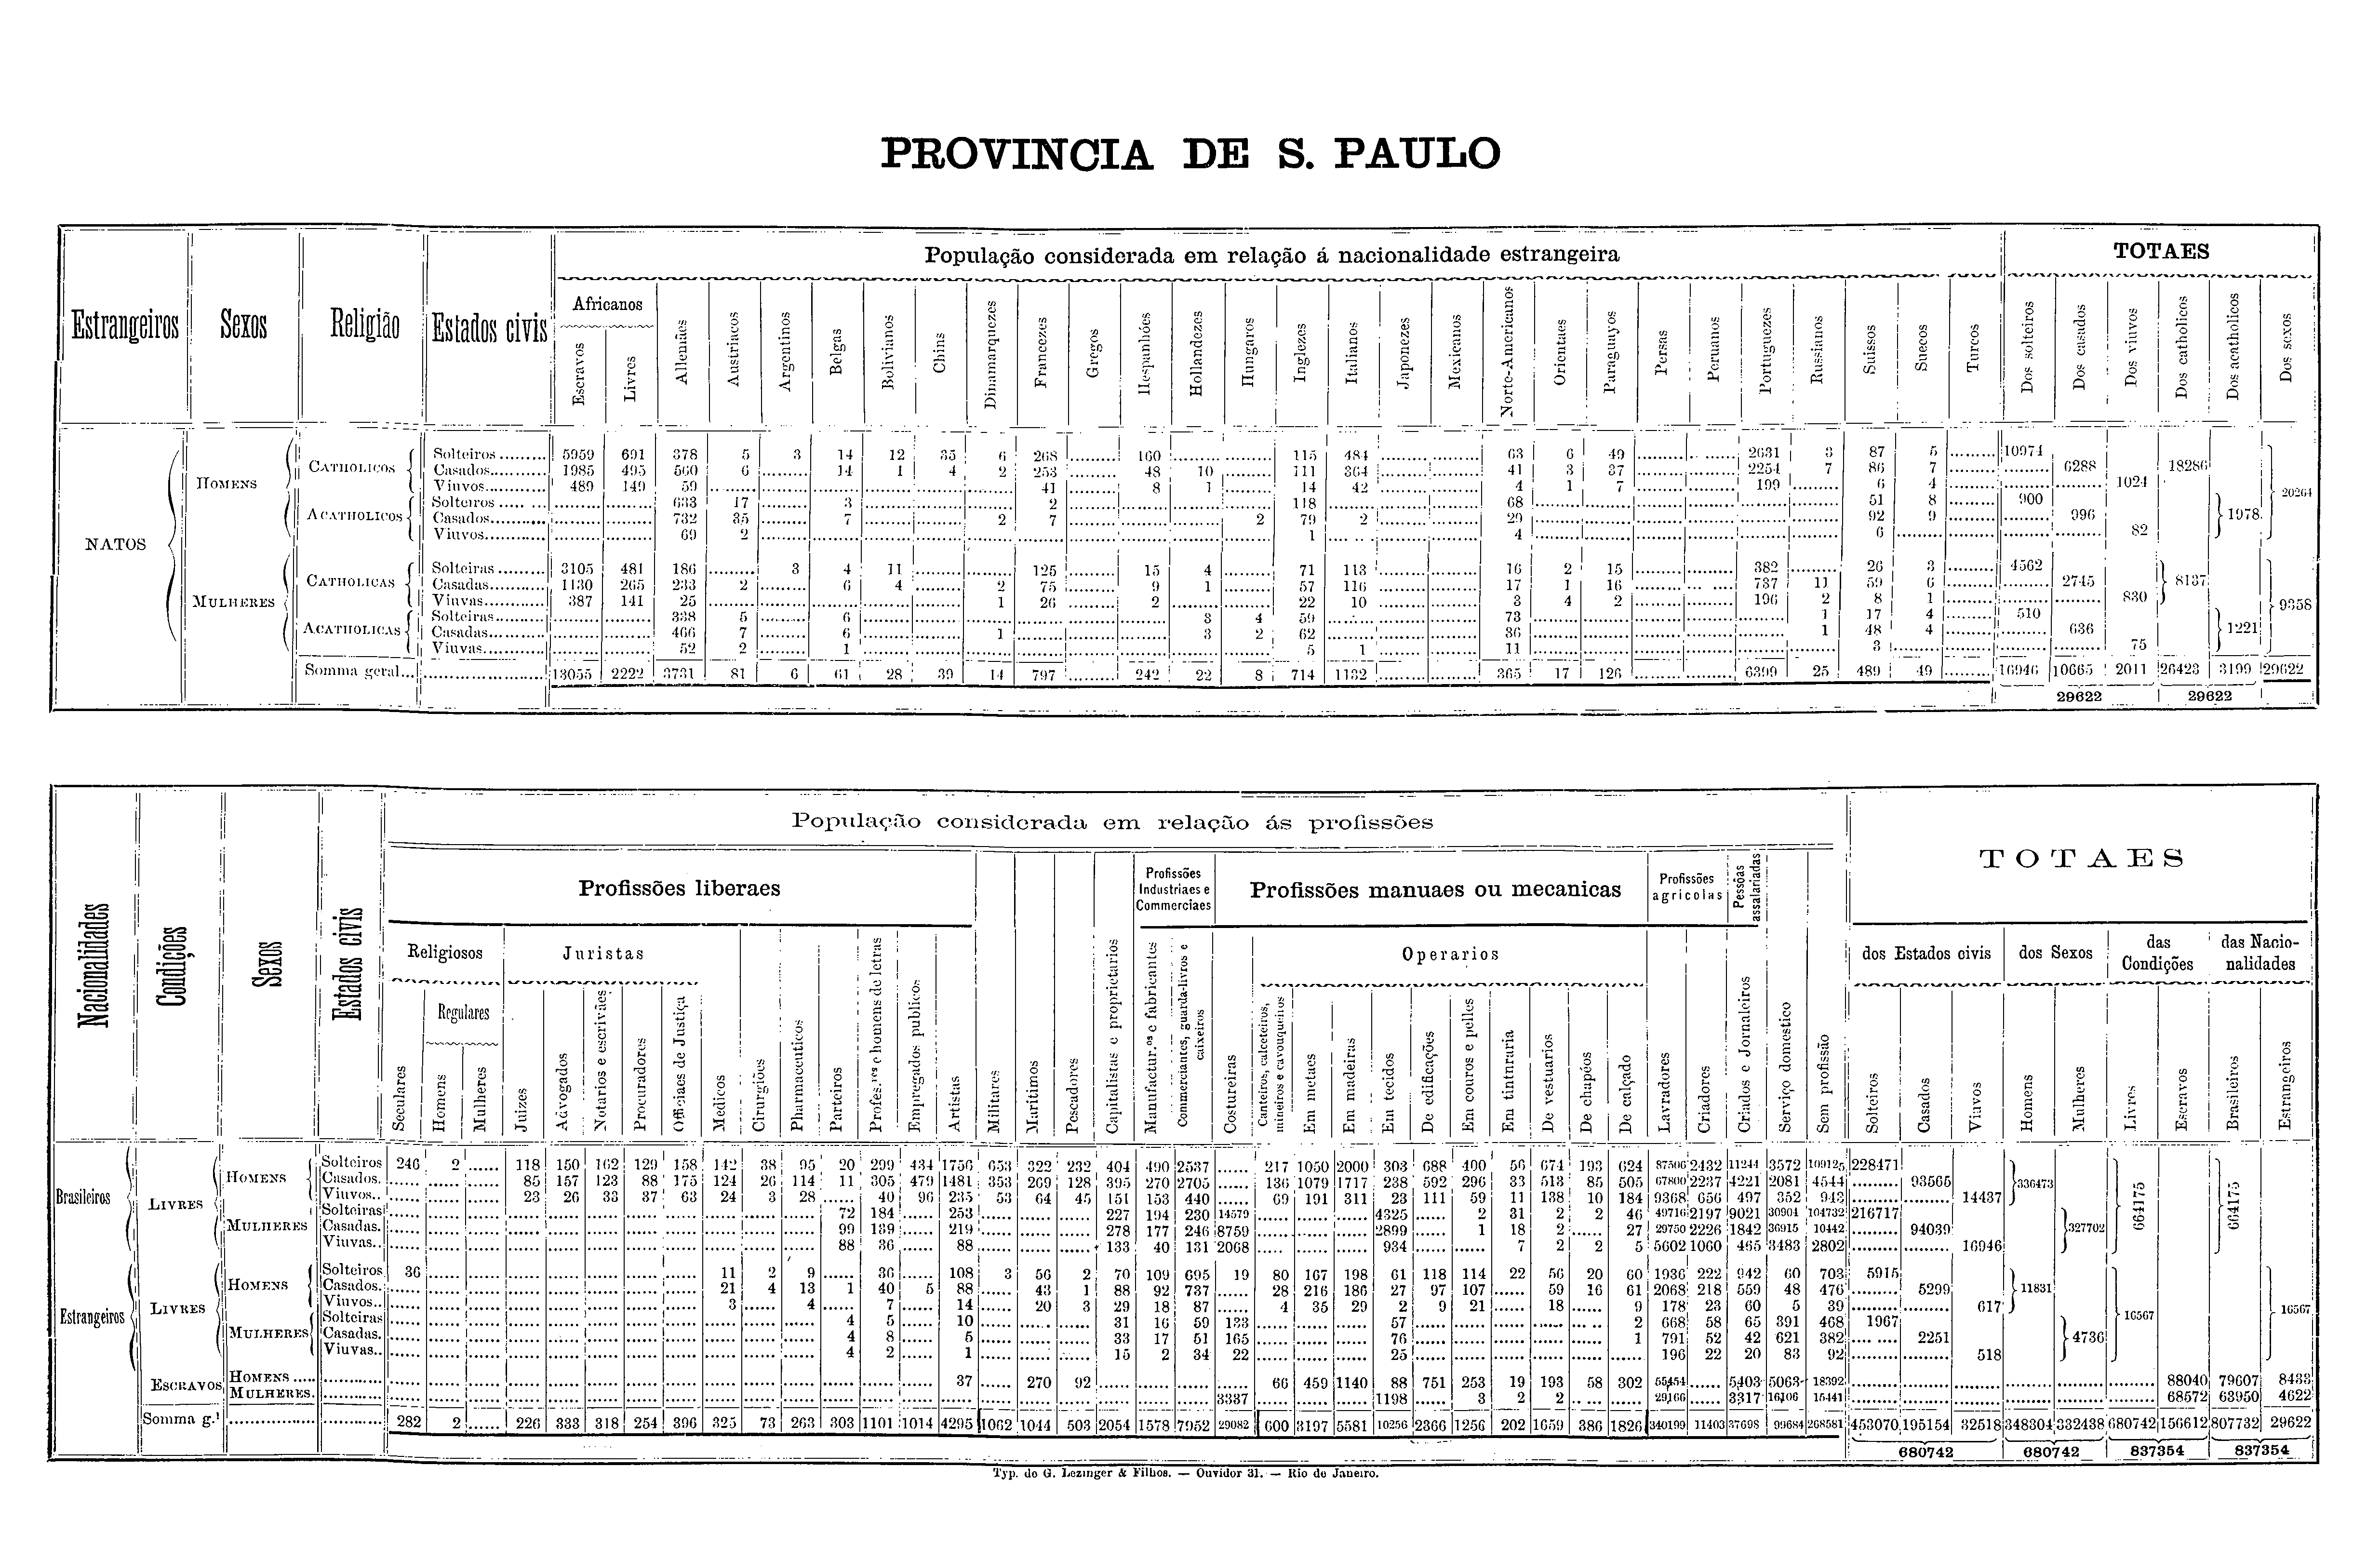 PROVINCIA DE S. PAULO
Estrangeiros Sexos Religião Estados civis População considerada em relação á nacionalidade estrangeira TOTAES
Africanos
Escravos Livres Allemães Austriacos Argentinos Belgas Bolivianos Chins Dinamarquezes Francezes Gregos Hespanhóes Hollandezes Hungaros Inglezes Italianos Japonezes Mexicanos Norte-Americanos Orientaes Paraguayos Persas Peruanos Portuguezes Russianos Suissos Suecos Turcos Dos solteiros Dos casados Dos viuvos Dos catholicos Dos acatholicos Dos sexos
NATOS
HOMENS
CATHOLICOS
Solteiros 5959 691 378 5 3 14 12 35 6 268 160 115 484 63 6 49 2631 3 87 5 10974
Casados 1985 495 560 6 14 1 4 2 253 48 10 111 364 41 3 37 2254 7 86 7 6288 18286
Viuvos 489 149 59 41 8 1 14 42 4 1 7 199 6 4 1024
20264
ACATHOLICOS
Solteiros 633 17 3 2 118 68 51 8 900
Casados 732 35 7 2 7 2 79 2 29 92 9 996 1978
Viuvos 69 2 1 4 6 82
MULHERES
CATHOLICAS
Solteiras 3105 481 186 3 4 11 125 15 4 71 113 16 2 15 382 26 3 4562
Casadas 1130 265 233 2 6 4 2 75 9 1 57 116 17 1 16 737 11 59 6 2745 8137
Viuvas 387 141 25 1 26 2 22 10 3 4 2 196 2 8 1 830
9358
ACATHOLICAS
Solteiras 338 5 6 3 4 59 73 1 17 4 510
Casadas 466 7 6 1 3 2 62 36 1 48 4 636 1221
Viuvas 52 2 1 5 1 11 3 75
Somma geral 13055 2222 3731 81 6 61 28 39 14 797 242 22 8 714 1132 365 17 126 6399 25 489 49 16946 10665 2011 26423 3199 29622
29622 29622
Nacionalidades Condições Sexos Estados civis População considerada em relação ás profissões TOTAES
Profissões liberaes
Profissões Industriaes e Commerciaes
Profissões manuaes ou mecanicas
Profissões agricolas
Pessôas assalariadas
Religiosos Juristas Operarios dos Estados civis dos Sexos das Condições das Nacio-nalidades
Regulares
Seculares Homens Mulheres Juizes Advogados Notarios e escrivães Procuradores Officiaes de Justiça Medicos Cirurgiões Pharmaceuticos Parteiros Profes.res e homens de letras Empregados publicos Artistas Militares Maritimos Pescadores Capitalistas e proprietarios Manufactur.os e fabricantes Commerciantes, guarda-livros e caixeiros Costureiras Canteiros, calceteiros, mineiros e cavouqueiros Em metaes Em madeiras Em tecidos De edificações Em couros e pelles Em tinturaria De vestuarios De chapéos De calçado Lavradores Criadores Criados e Jornaleiros Serviço domestico Sem profissão Solteiros Casados Viuvos Homens Mulheres Livres Escravos Brasileiros Estrangeiros
Brasileiros
LIVRES
HOMENS
Solteiros 246 2 118 150 162 129 158 142 38 95 20 299 434 1756 653 322 232 404 490 2537 217 1050 2000 303 688 400 56 674 193 624 87506 2432 11244 3572 109125 228471
Casados. 85 157 123 88 175 124 26 114 11 305 479 1481 353 269 128 395 270 2705 136 1079 1717 238 592 296 33 513 85 505 67800 2237 4221 2081 4544 93565
Viuvos.. 23 26 33 37 63 24 3 28 40 96 235 53 64 45 151 153 440 69 191 311 23 111 59 11 138 10 184 9368 656 497 352 943 14437
336473
MULHERES
Solteiras 72 184 253 227 194 230 14579 4325 2 31 2 2 46 49716 2197 9021 30904 104732 216717
Casadas. 99 139 219 278 177 246 8759 2899 1 18 2 27 29750 2226 1842 36915 10442 94039
Viuvas.. 88 36 88 133 40 131 2068 934 7 2 2 5 5602 1060 465 3483 2802 16946
327702
664175 664175
Estrangeiros
LIVRES
HOMENS
Solteiros 36 11 2 9 36 108 3 56 2 70 109 695 19 80 167 198 61 118 114 22 56 20 60 1936 222 942 60 703 5915
Casados. 21 4 13 1 40 5 88 43 1 88 92 737 28 216 186 27 97 107 59 16 61 2068 218 559 48 476 5299
Viuvos.. 3 4 7 14 20 3 29 18 87 4 35 29 2 9 21 18 9 178 23 60 5 39 617
11831
MULHERES
Solteiras 4 5 10 31 16 59 133 57 2 668 58 65 391 468 1967
Casadas. 4 8 5 33 17 51 165 76 1 791 52 42 621 382 2251
Viuvas.. 4 2 1 15 2 34 22 25 196 22 20 83 92 518
4736
16567 16567
ESCRAVOS
HOMENS 37 270 92 66 459 1140 88 751 253 19 193 58 302 55454 5403 5063 18392 88040 79607 8433
MULHERES. 3337 1198 3 2 2 29166 3317 16106 15441 68572 63950 4622
Somma g.l 282 2 226 333 318 254 396 325 73 263 303 1101 1014 4295 1062 1044 503 2054 1578 7952 29082 600 3197 5581 10256 2366 1256 202 1659 386 1826 340199 11403 37698 99684 268581 453070 195154 32518 348304 332438 680742 156612 807732 29622
680742 680742 837354 837354
Typ. de G. Leuzinger & Filhos. — Ouvidor 31. — Rio de Janeiro.